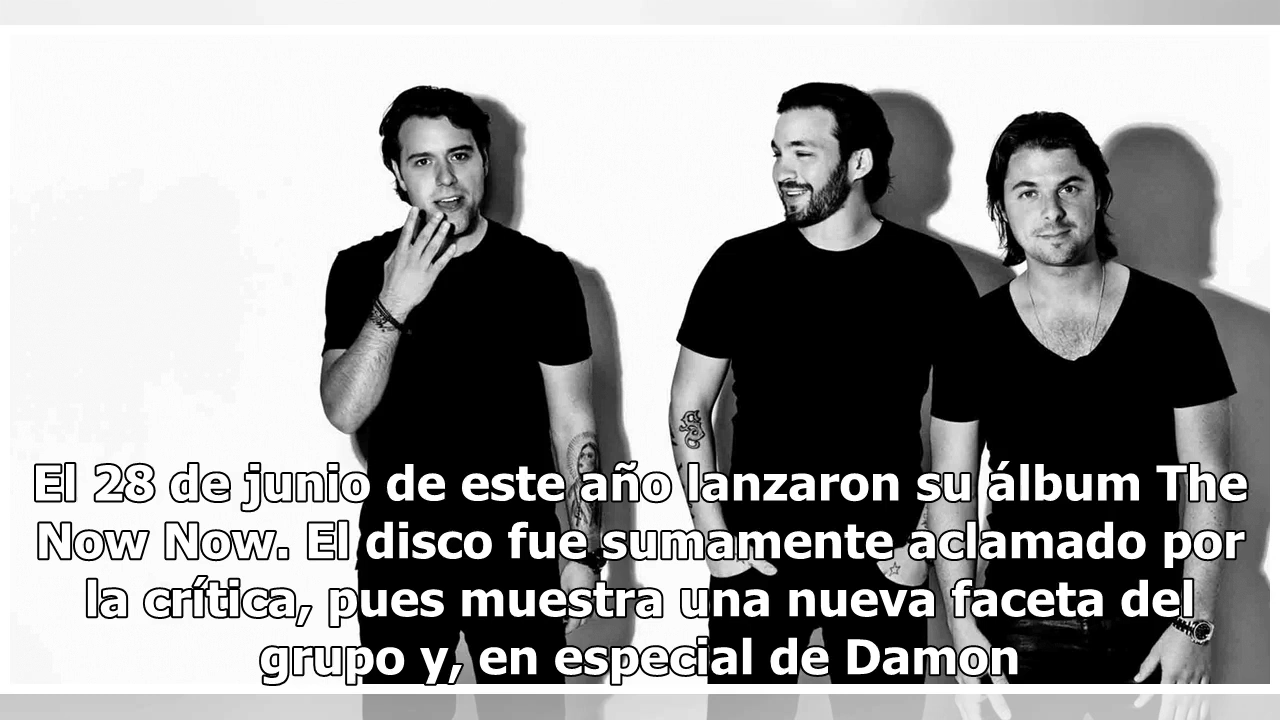 El 28 de junio de este año lanzaron su álbum The
Now Now. El disco fue sumamente aclamado por
la crítica, pues muestra una nueva faceta del
grupo y, en especial de Damon